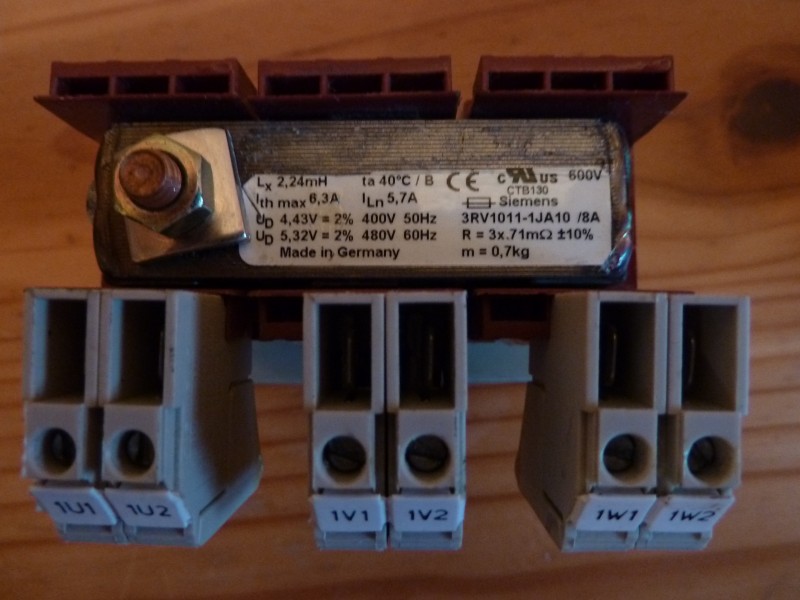 Lx 2,24mH ta 40°C / B CE c UR US 600V
CTB130
Ith max 6,3A ILn 5,7A Siemens
UD 4,43V = 2% 400V 50Hz 3RV1011-1JA10 /8A
UD 5,32V = 2% 480V 60Hz R = 3x.71mΩ ±10%
Made in Germany m = 0,7kg
1U1 1U2 1V1 1V2 1W1 1W2